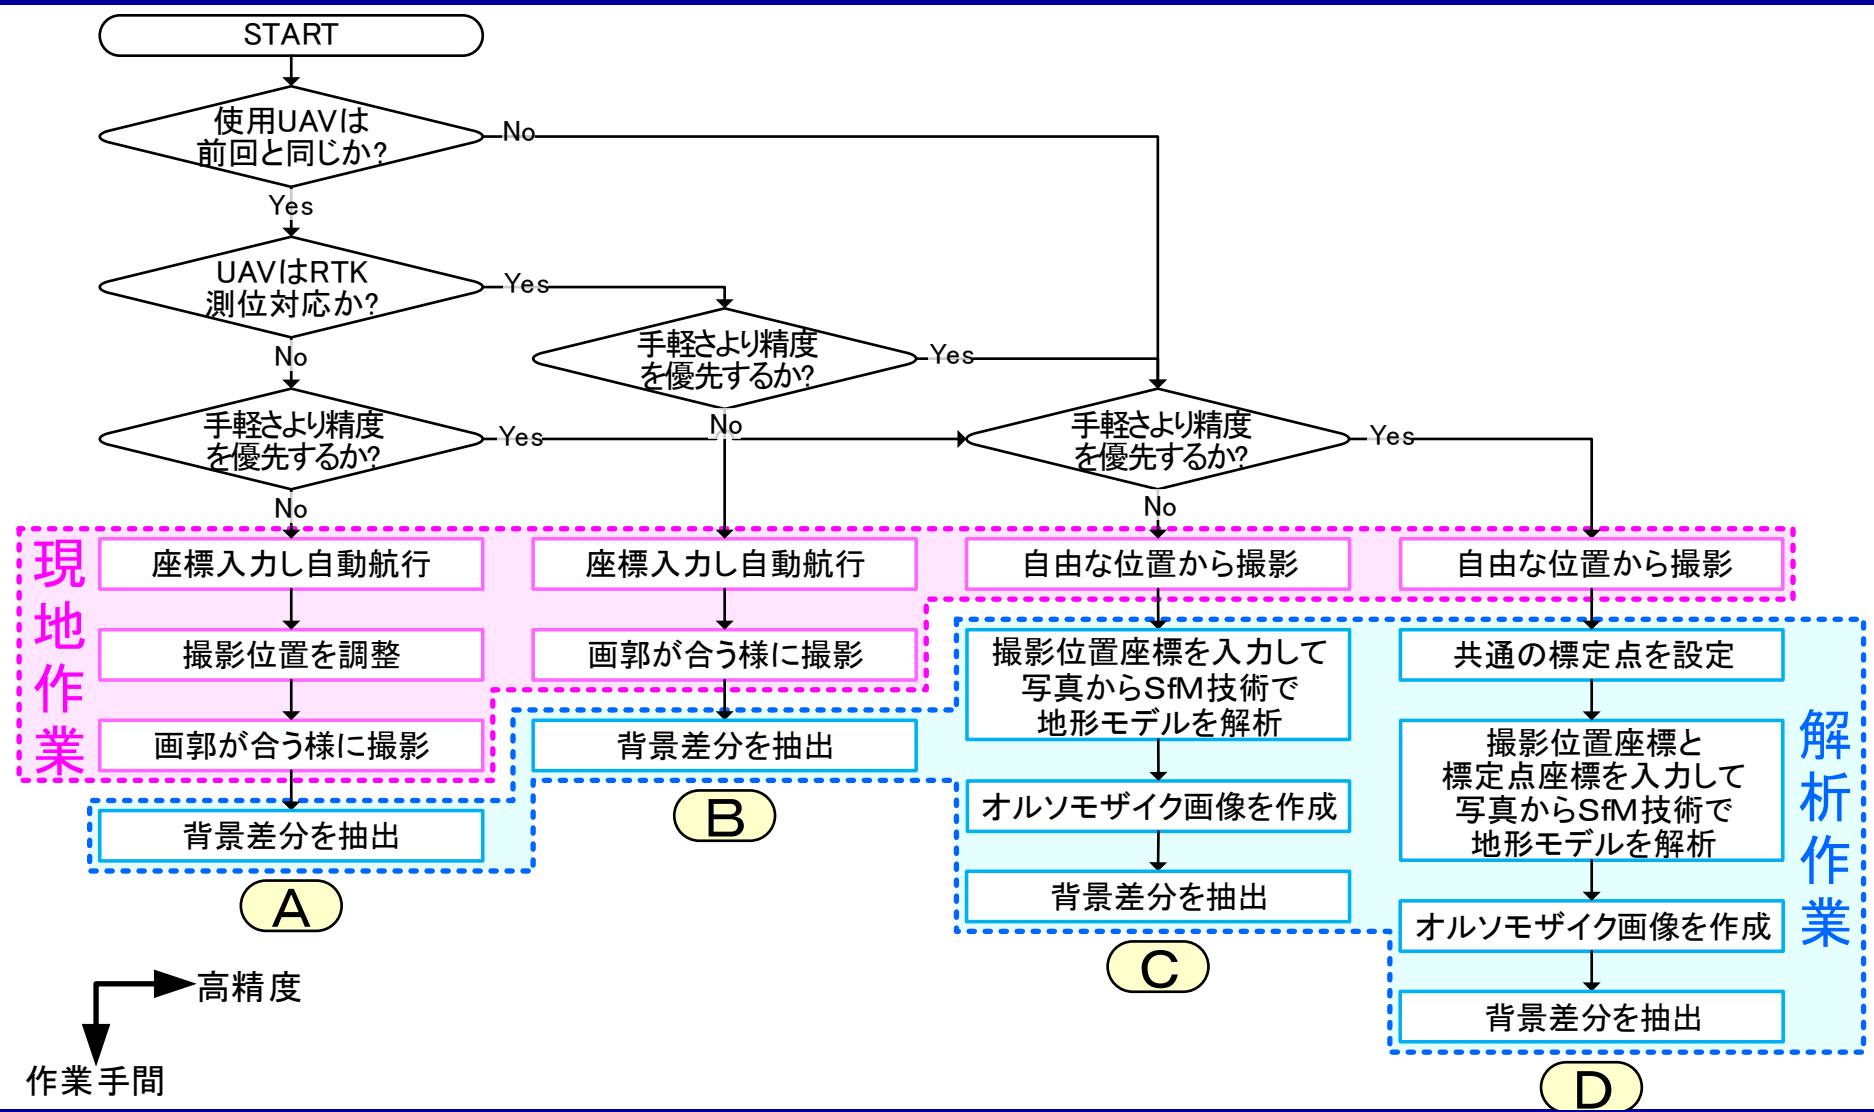 START
使用UAVは
前回と同じか?
No
Yes
UAVはRTK
測位対応か?
Yes
No
手軽さより精度
を優先するか?
Yes
No
手軽さより精度
を優先するか?
Yes
No
手軽さより精度
を優先するか?
Yes
No
現地作業
座標入力し自動航行
撮影位置を調整
画郭が合う様に撮影
背景差分を抽出
A
座標入力し自動航行
画郭が合う様に撮影
背景差分を抽出
B
自由な位置から撮影
撮影位置座標を入力して
写真からSfM技術で
地形モデルを解析
オルソモザイク画像を作成
背景差分を抽出
C
自由な位置から撮影
共通の標定点を設定
撮影位置座標と
標定点座標を入力して
写真からSfM技術で
地形モデルを解析
オルソモザイク画像を作成
背景差分を抽出
D
解析作業
高精度
作業手間